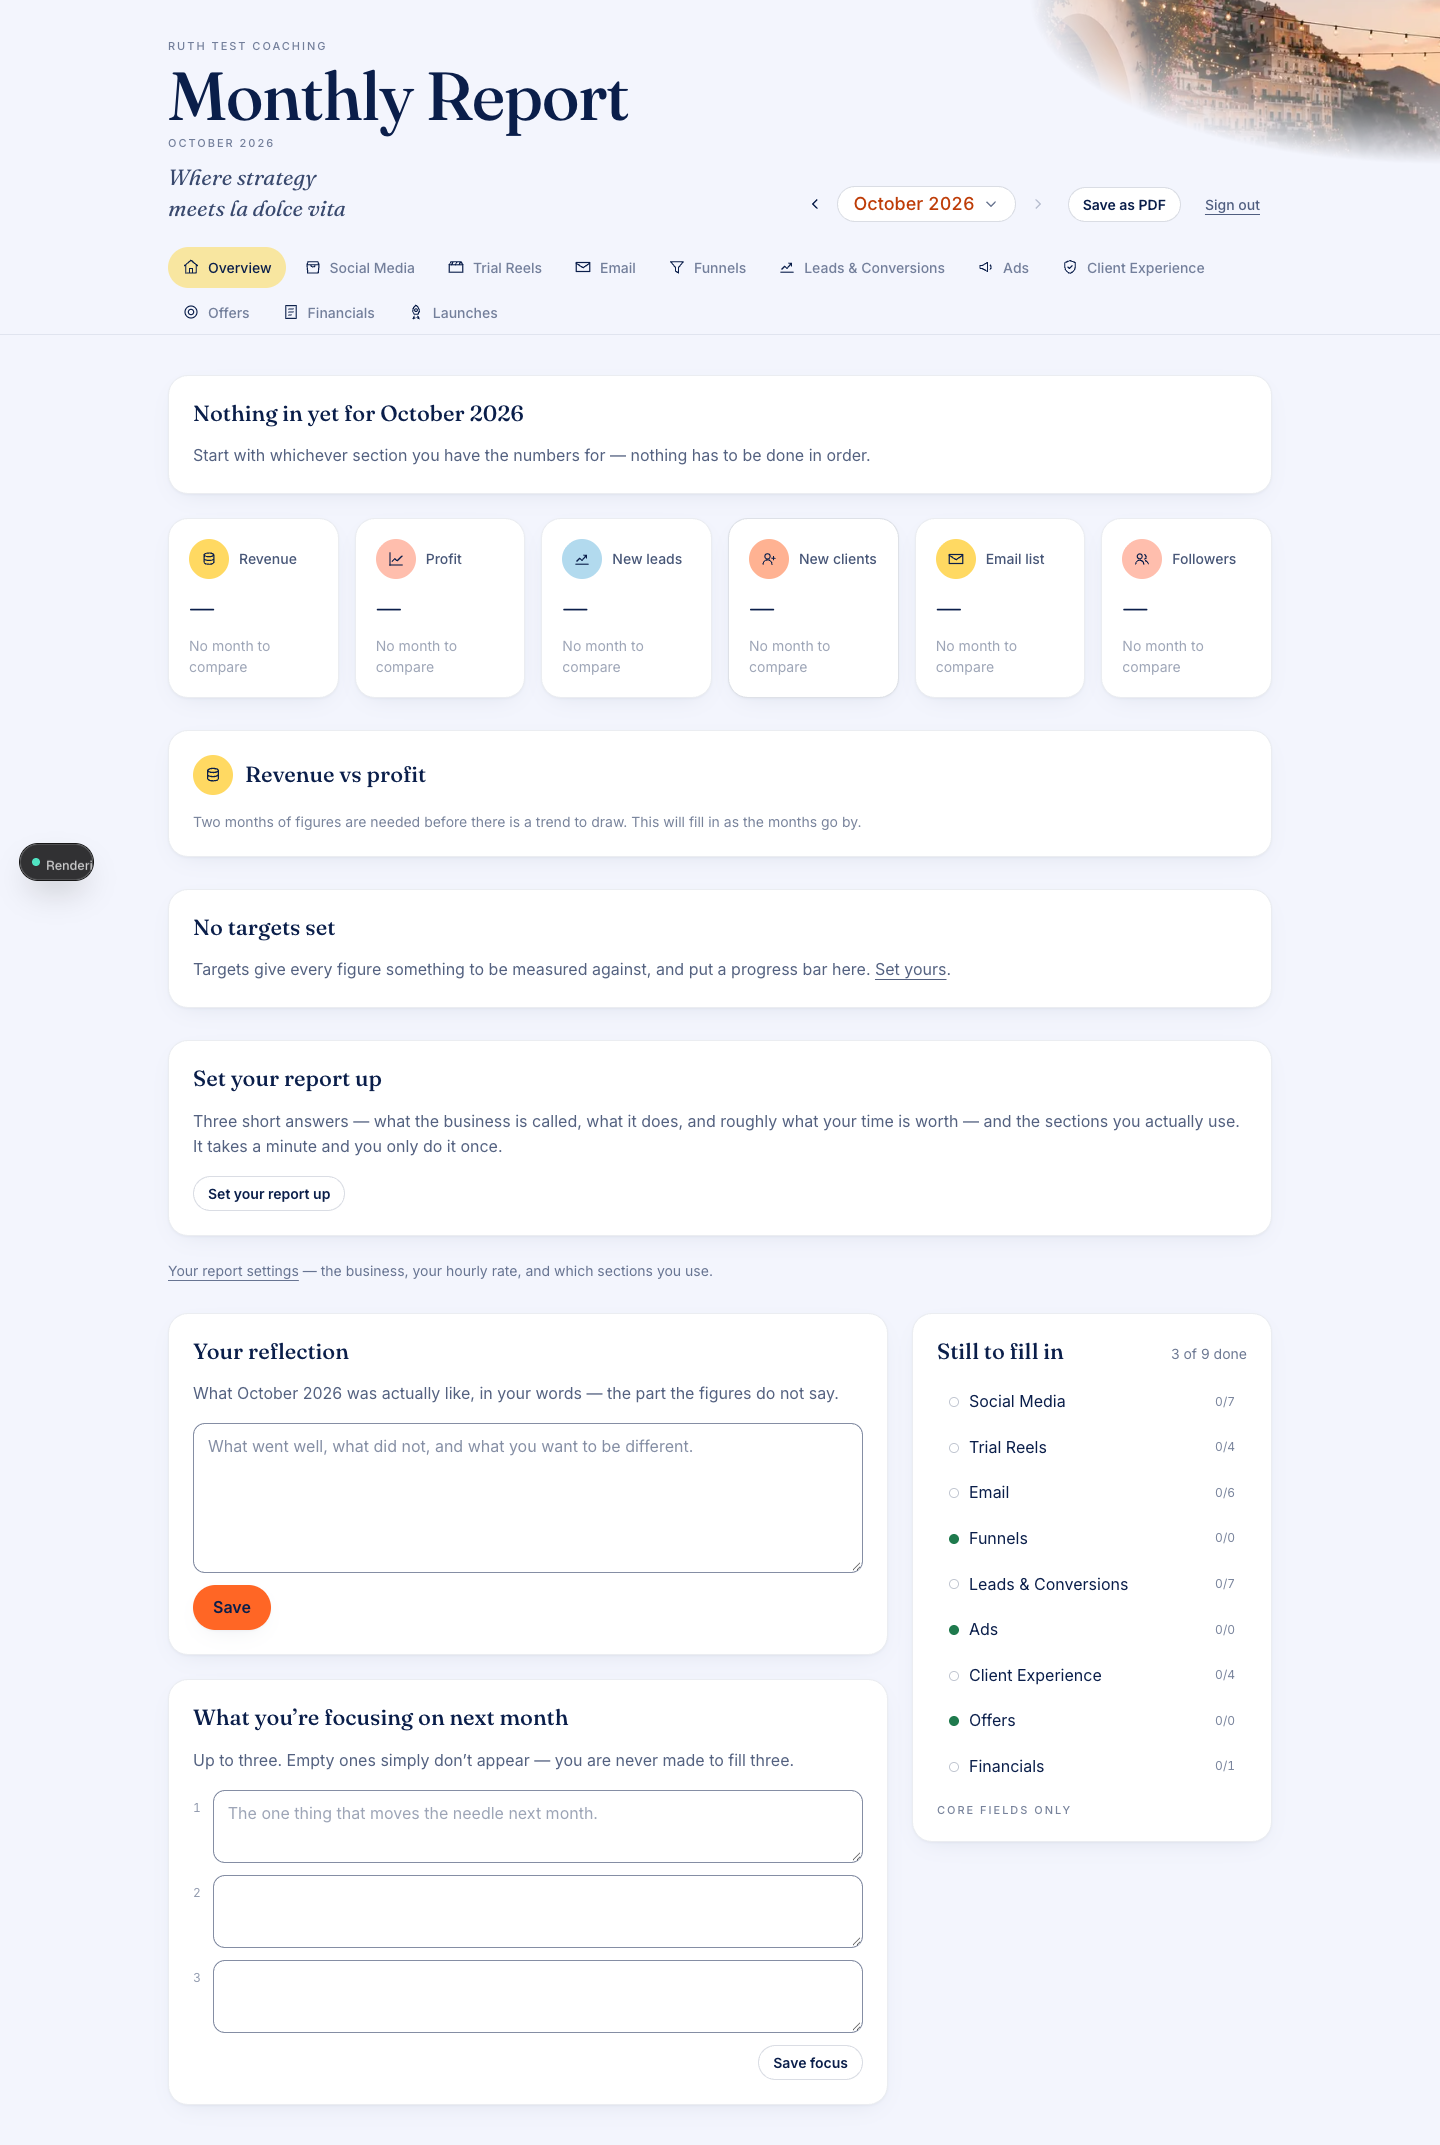 RUTH TEST COACHING
Monthly Report
OCTOBER 2026
Where strategy
meets la dolce vita
October 2026
Save as PDF
Sign out
Overview
Social Media
Trial Reels
Email
Funnels
Leads & Conversions
Ads
Client Experience
Offers
Financials
Launches
Nothing in yet for October 2026
Start with whichever section you have the numbers for — nothing has to be done in order.
Revenue
—
No month to
compare
Profit
—
No month to
compare
New leads
—
No month to
compare
New clients
—
No month to
compare
Email list
—
No month to
compare
Followers
—
No month to
compare
Revenue vs profit
Two months of figures are needed before there is a trend to draw. This will fill in as the months go by.
Renderi
No targets set
Targets give every figure something to be measured against, and put a progress bar here. Set yours.
Set your report up
Three short answers — what the business is called, what it does, and roughly what your time is worth — and the sections you actually use.
It takes a minute and you only do it once.
Set your report up
Your report settings — the business, your hourly rate, and which sections you use.
Your reflection
What October 2026 was actually like, in your words — the part the figures do not say.
What went well, what did not, and what you want to be different.
Save
What you’re focusing on next month
Up to three. Empty ones simply don’t appear — you are never made to fill three.
1
The one thing that moves the needle next month.
2
3
Save focus
Still to fill in
3 of 9 done
Social Media 0/7
Trial Reels 0/4
Email 0/6
Funnels 0/0
Leads & Conversions 0/7
Ads 0/0
Client Experience 0/4
Offers 0/0
Financials 0/1
CORE FIELDS ONLY